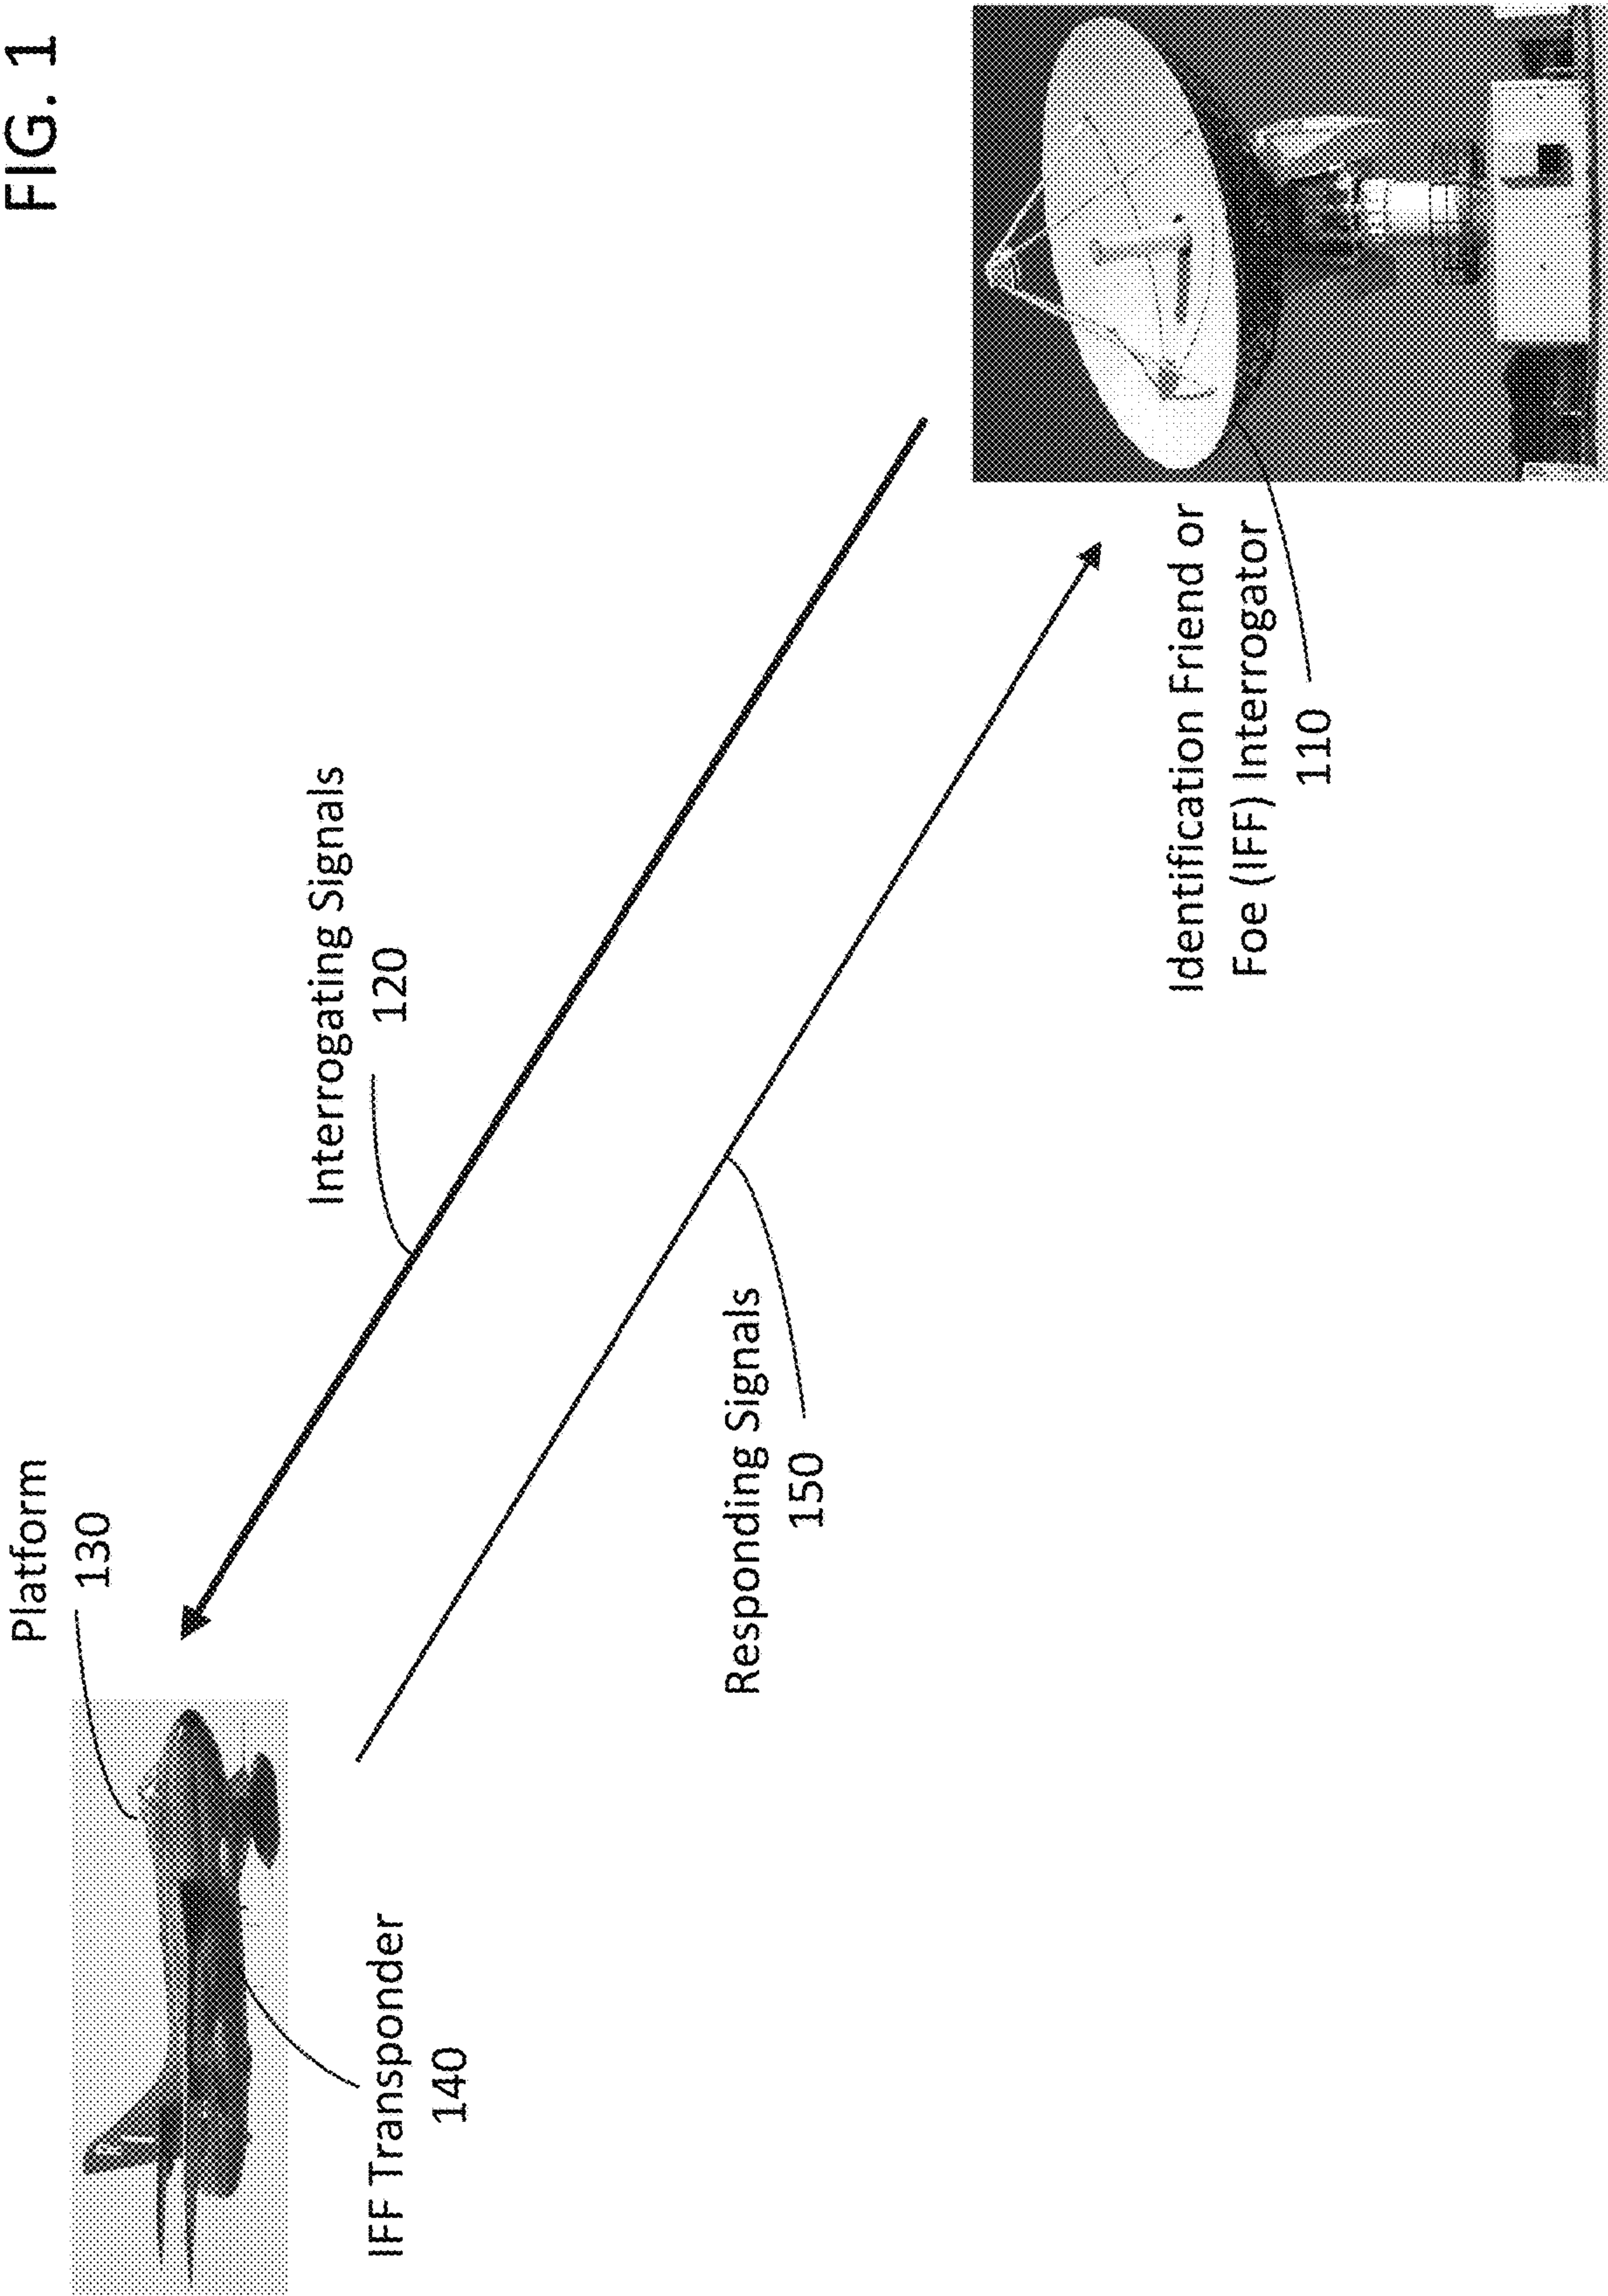 FIG. 1
Platform
130
Interrogating Signals
120
IFF Transponder
140
Responding Signals
150
Identification Friend or
Foe (IFF) Interrogator
110